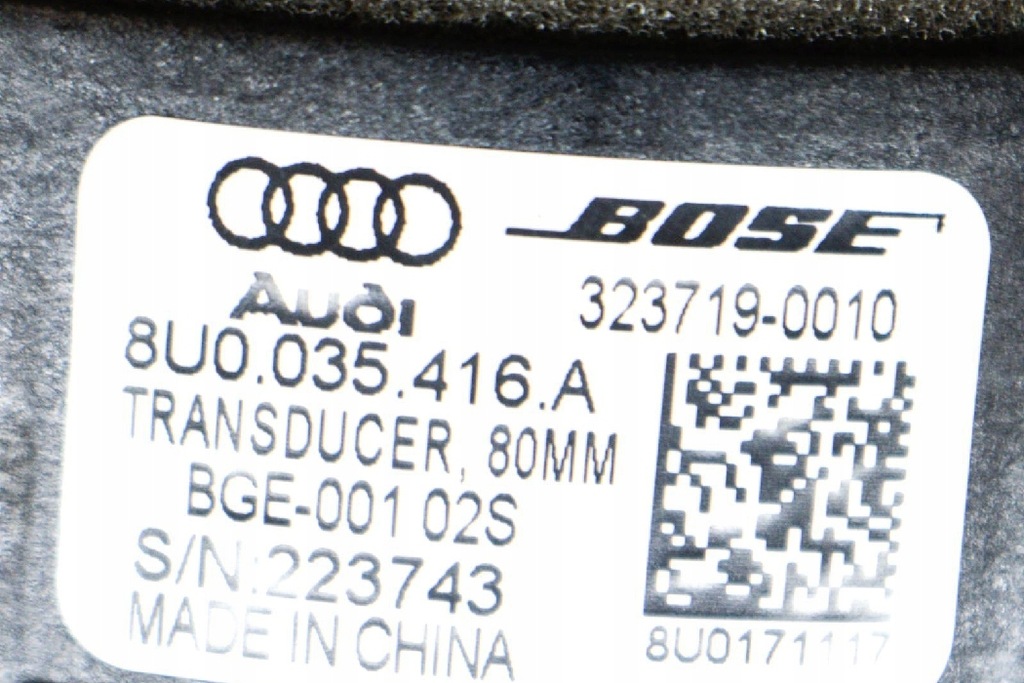 BOSE
Audi
323719-0010
8U0.035.416.A
TRANSDUCER, 80MM
BGE-001 02S
S/N:223743
MADE IN CHINA
8U0171117